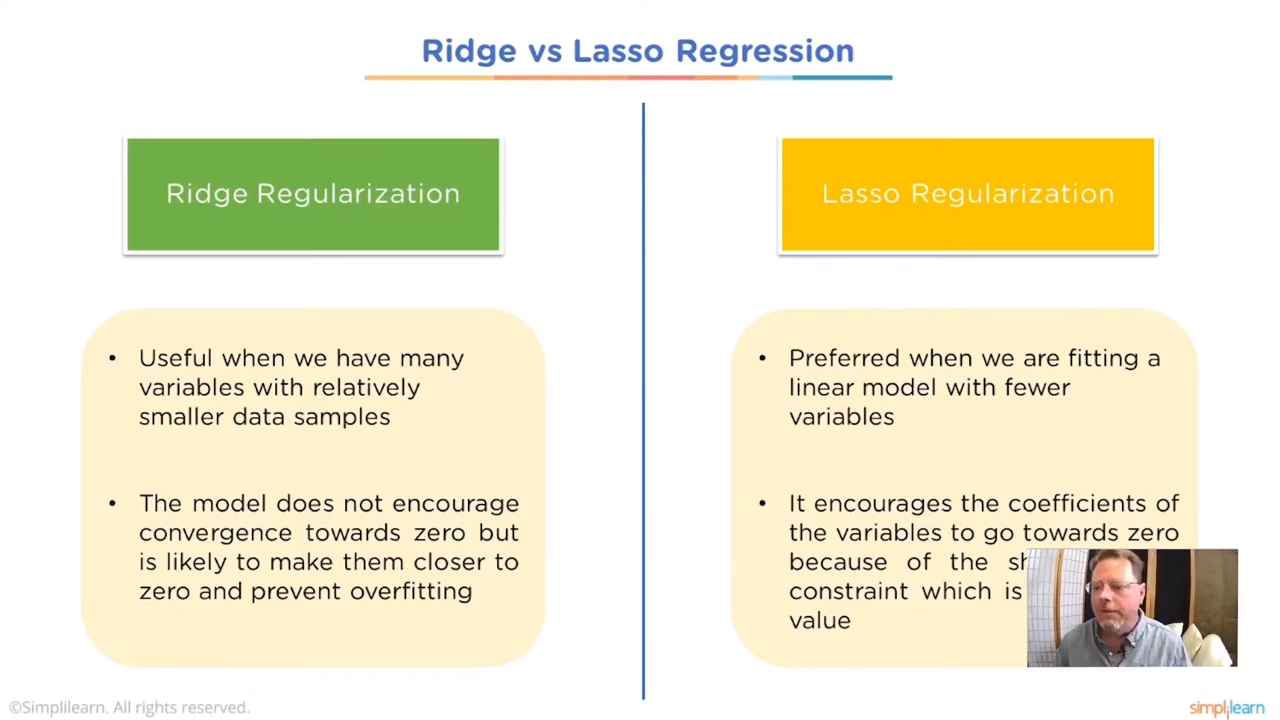 Ridge vs Lasso Regression
Ridge Regularization
• Useful when we have many
variables with relatively
smaller data samples
• The model does not encourage
convergence towards zero but
is likely to make them closer to
zero and prevent overfitting
Lasso Regularization
• Preferred when we are fitting a
linear model with fewer
variables
• It encourages the coefficients of
the variables to go towards zero
because of the
constraint which is
value
©Simplilearn. All rights reserved.
simplilearn